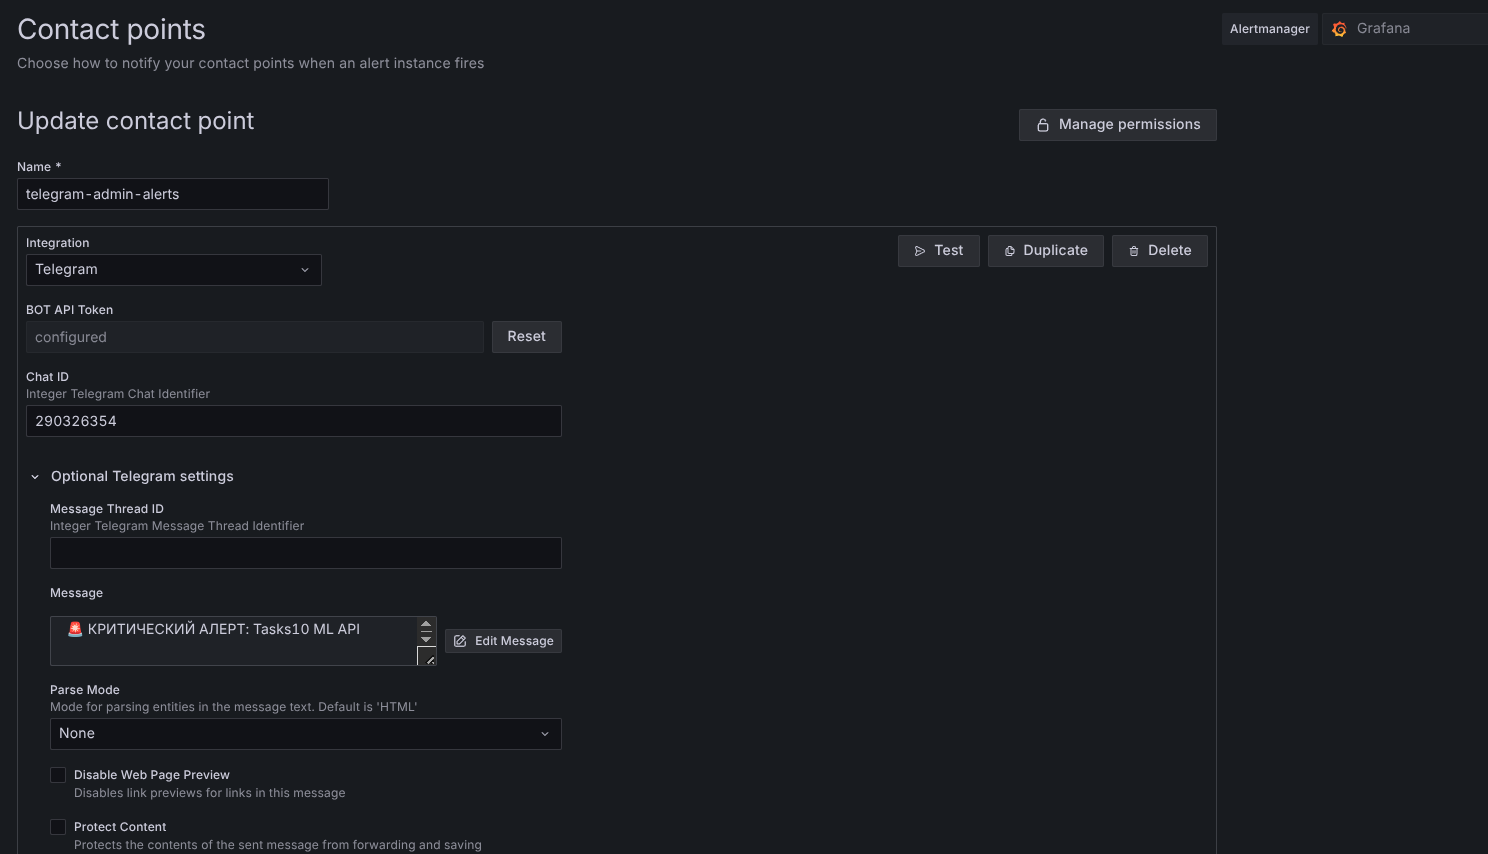 Contact points
Alertmanager
Grafana
Choose how to notify your contact points when an alert instance fires
Update contact point
Manage permissions
Name *
telegram-admin-alerts
Integration
Test
Duplicate
Delete
Telegram
BOT API Token
configured
Reset
Chat ID
Integer Telegram Chat Identifier
290326354
Optional Telegram settings
Message Thread ID
Integer Telegram Message Thread Identifier
Message
🚨 КРИТИЧЕСКИЙ АЛЕРТ: Tasks10 ML API
Edit Message
Parse Mode
Mode for parsing entities in the message text. Default is 'HTML'
None
Disable Web Page Preview
Disables link previews for links in this message
Protect Content
Protects the contents of the sent message from forwarding and saving